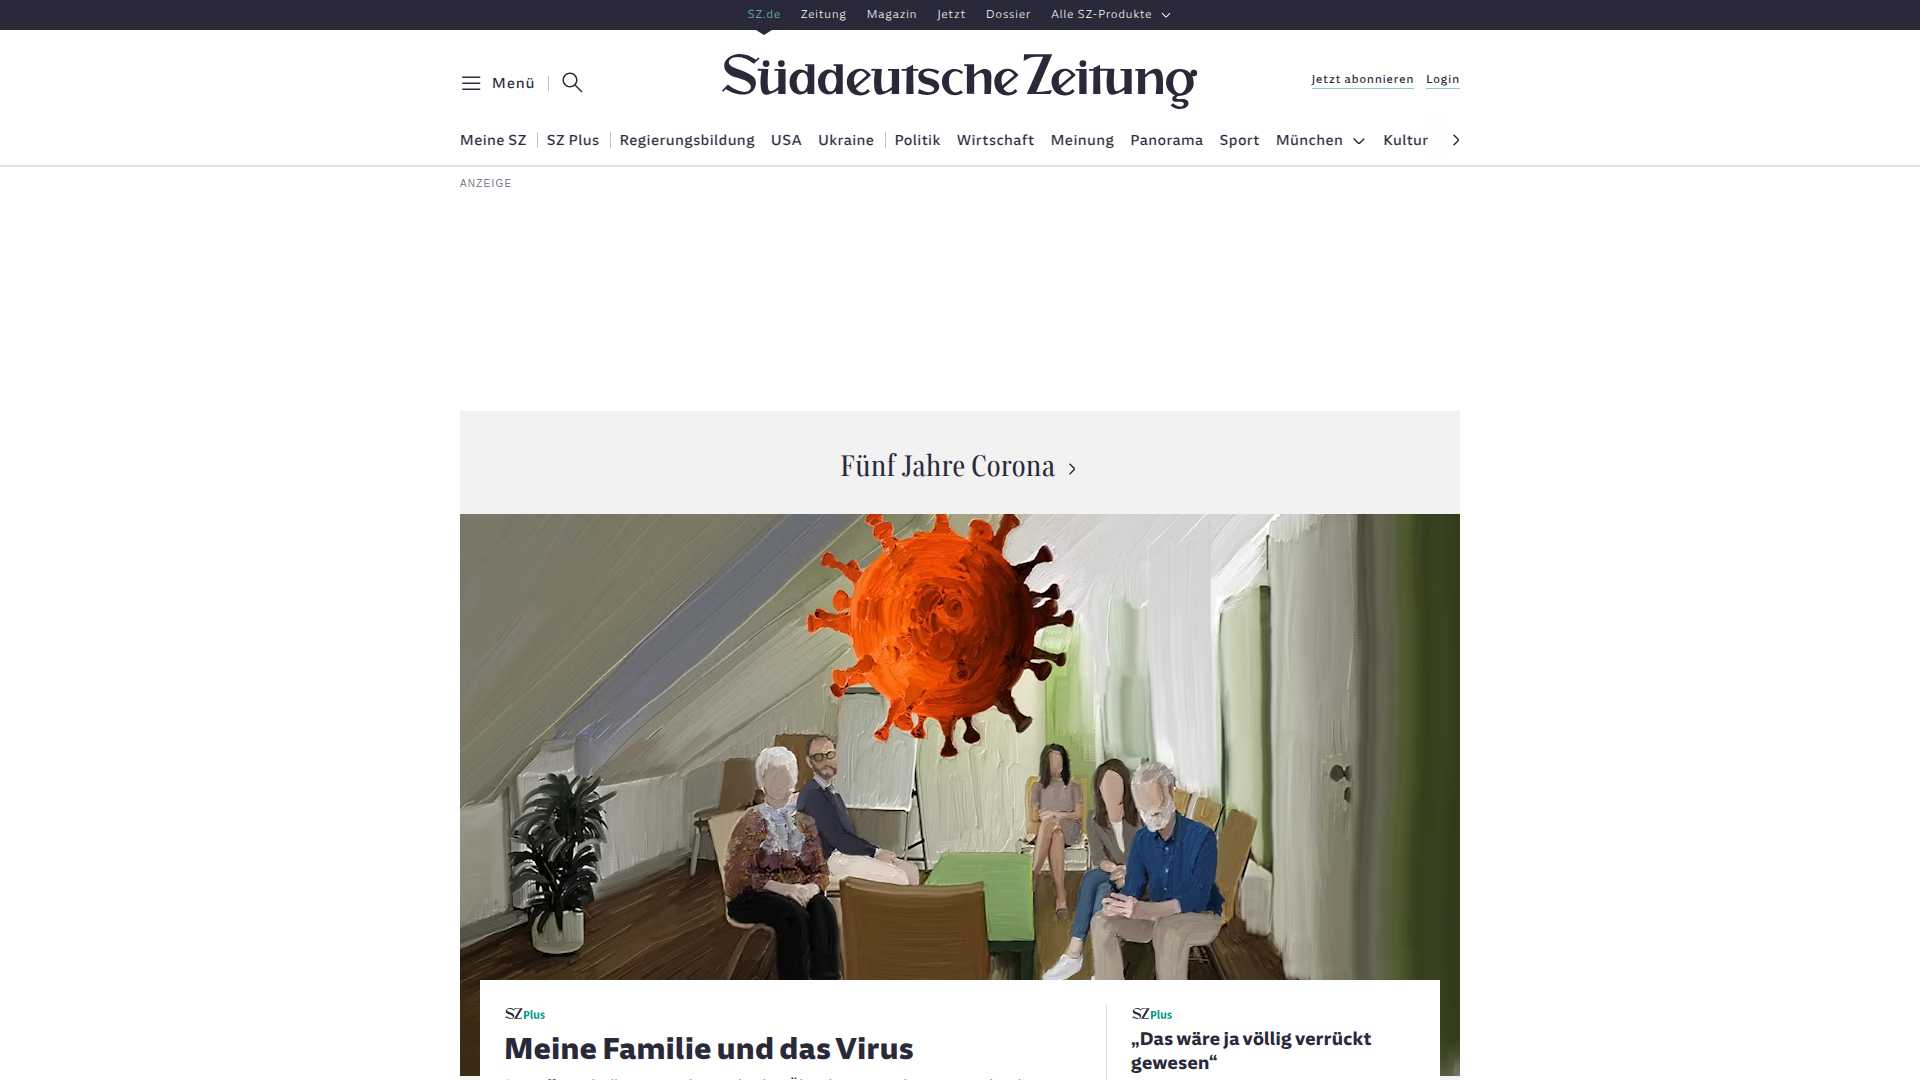 SZ.de Zeitung Magazin Jetzt Dossier Alle SZ-Produkte
Menü
Süddeutsche Zeitung
Jetzt abonnieren Login
Meine SZ SZ Plus Regierungsbildung USA Ukraine Politik Wirtschaft Meinung Panorama Sport München Kultur
ANZEIGE
Fünf Jahre Corona
SZ Plus
Meine Familie und das Virus
SZ Plus
„Das wäre ja völlig verrückt
gewesen“